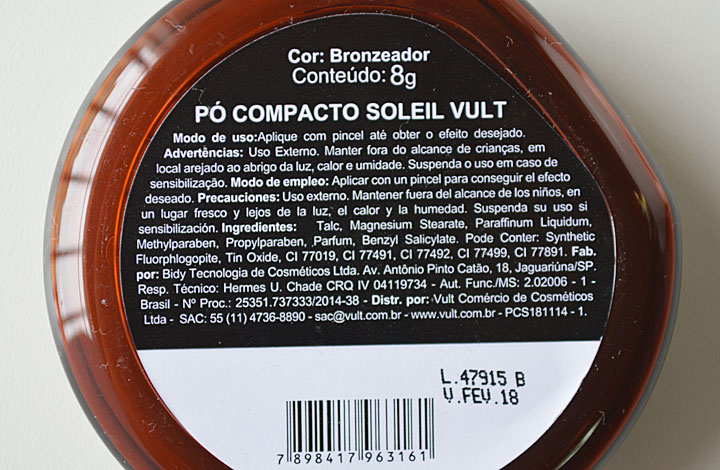 Cor: Bronzeador
Conteúdo: 8g
PÓ COMPACTO SOLEIL VULT
Modo de uso:Aplique com pincel até obter o efeito desejado.
Advertências: Uso Externo. Manter fora do alcance de crianças, em
local arejado ao abrigo da luz, calor e umidade. Suspenda o uso em caso de
sensibilização. Modo de empleo: Aplicar con un pincel para conseguir el efecto
deseado. Precauciones: Uso externo. Mantener fuera del alcance de los niños, en
un lugar fresco y lejos de la luz, el calor y la humedad. Suspenda su uso si
sensibilización. Ingredientes: Talc, Magnesium Stearate, Paraffinum Liquidum,
Methylparaben, Propylparaben, ,Parfum, Benzyl Salicylate. Pode Conter: Synthetic
Fluorphlogopite, Tin Oxide, CI 77019, CI 77491, CI 77492, CI 77499, CI 77891. Fab.
por: Bidy Tecnologia de Cosméticos Ltda. Av. Antônio Pinto Catão, 18, Jaguariúna/SP.
Resp. Técnico: Hermes U. Chade CRQ IV 04119734 - Aut. Func./MS: 2.02006 - 1 -
Brasil - Nº Proc.: 25351.737333/2014-38 - Distr. por: Vult Comércio de Cosméticos
Ltda - SAC: 55 (11) 4736-8890 - sac@vult.com.br - www.vult.com.br - PCS181114 - 1.
L.47915 B
V.FEV.18
7 898417 963161